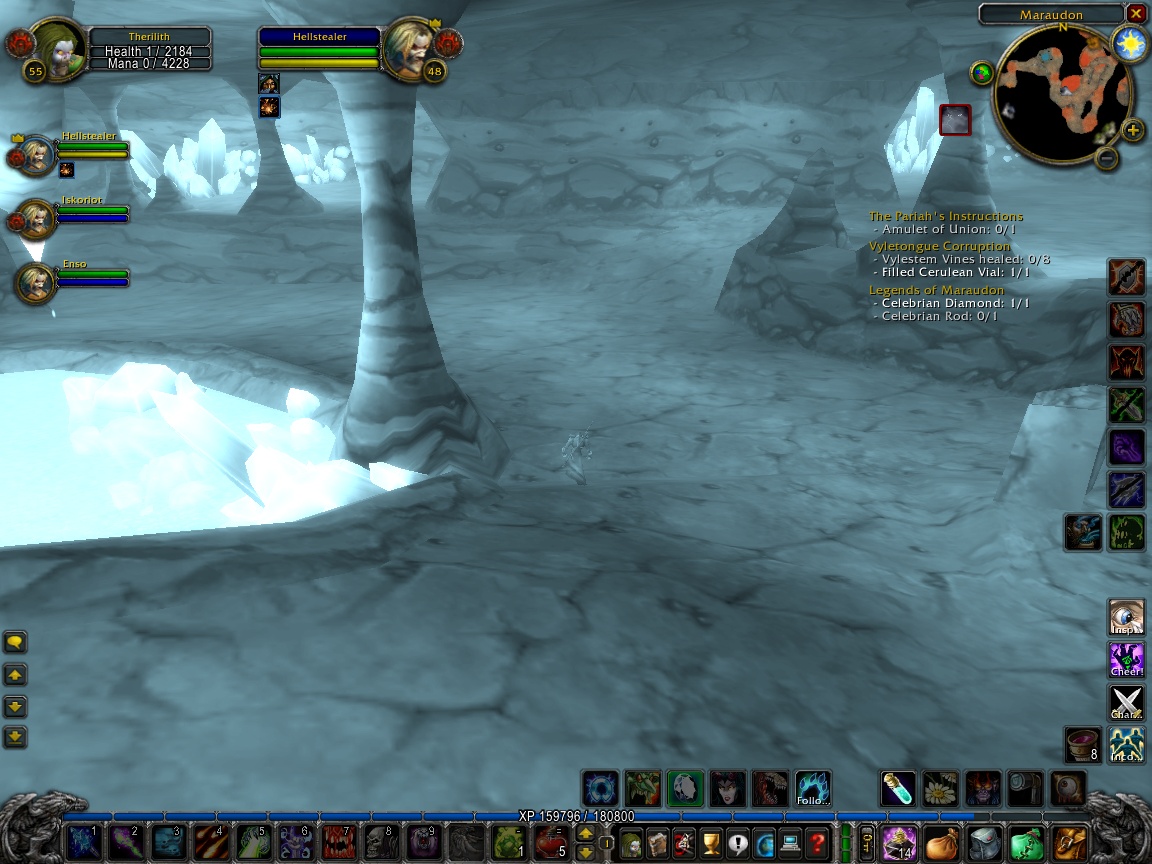 Therilith
Health 1 / 2184
Mana 0 / 4228
55
Hellstealer
48
Maraudon
N
Hellstealer
Iskoriot
Enso
The Pariah's Instructions
- Amulet of Union: 0/1
Vyletongue Corruption
- Vylestem Vines healed: 0/8
- Filled Cerulean Vial: 1/1
Legends of Maraudon
- Celebrian Diamond: 1/1
- Celebrian Rod: 0/1
Insp...
Cheer!
Char...
8
Incd...
Follo...
XP 159796 / 180800
1
2
3
4
5
6
7
8
9
1
5
1
14